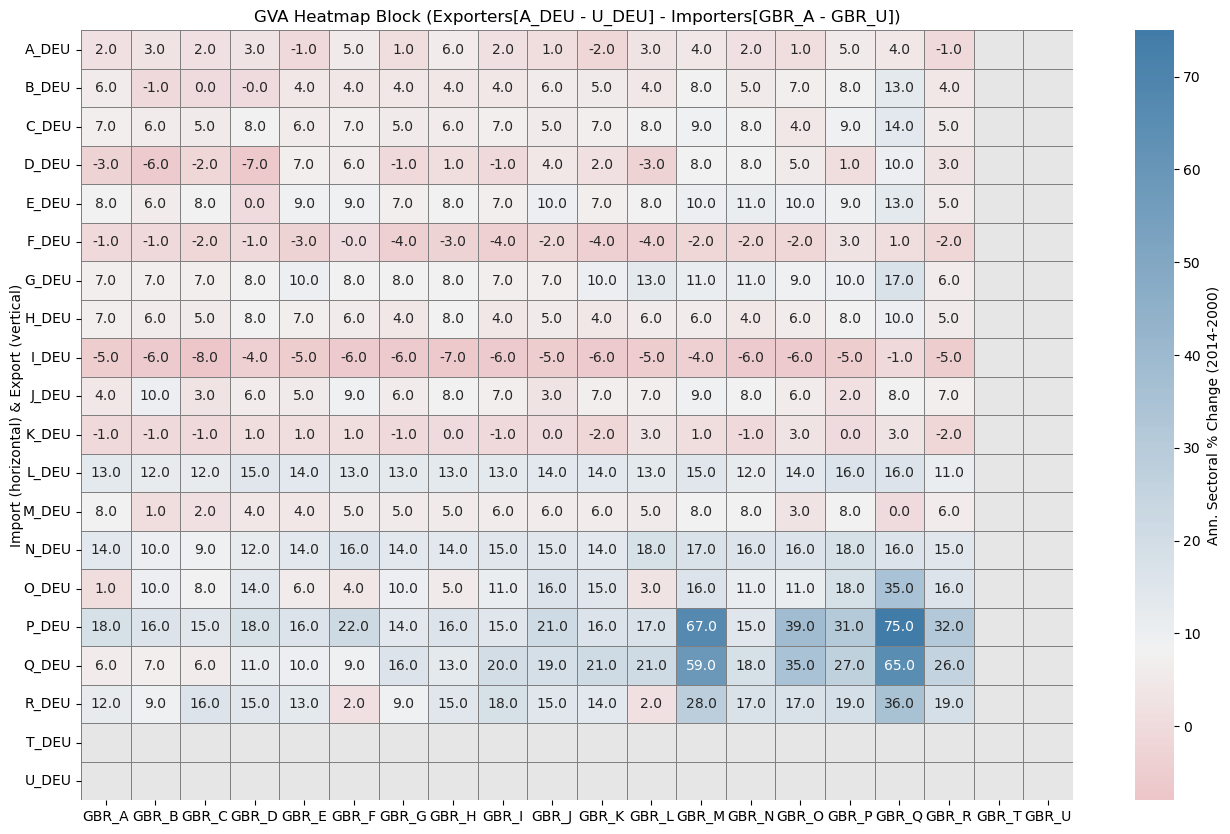 GVA Heatmap Block (Exporters[A_DEU - U_DEU] - Importers[GBR_A - GBR_U])
A_DEU 2.0 3.0 2.0 3.0 -1.0 5.0 1.0 6.0 2.0 1.0 -2.0 3.0 4.0 2.0 1.0 5.0 4.0 -1.0
B_DEU 6.0 -1.0 0.0 -0.0 4.0 4.0 4.0 4.0 4.0 6.0 5.0 4.0 8.0 5.0 7.0 8.0 13.0 4.0
C_DEU 7.0 6.0 5.0 8.0 6.0 7.0 5.0 6.0 7.0 5.0 7.0 8.0 9.0 8.0 4.0 9.0 14.0 5.0
D_DEU -3.0 -6.0 -2.0 -7.0 7.0 6.0 -1.0 1.0 -1.0 4.0 2.0 -3.0 8.0 8.0 5.0 1.0 10.0 3.0
E_DEU 8.0 6.0 8.0 0.0 9.0 9.0 7.0 8.0 7.0 10.0 7.0 8.0 10.0 11.0 10.0 9.0 13.0 5.0
F_DEU -1.0 -1.0 -2.0 -1.0 -3.0 -0.0 -4.0 -3.0 -4.0 -2.0 -4.0 -4.0 -2.0 -2.0 -2.0 3.0 1.0 -2.0
G_DEU 7.0 7.0 7.0 8.0 10.0 8.0 8.0 8.0 7.0 7.0 10.0 13.0 11.0 11.0 9.0 10.0 17.0 6.0
H_DEU 7.0 6.0 5.0 8.0 7.0 6.0 4.0 8.0 4.0 5.0 4.0 6.0 6.0 4.0 6.0 8.0 10.0 5.0
I_DEU -5.0 -6.0 -8.0 -4.0 -5.0 -6.0 -6.0 -7.0 -6.0 -5.0 -6.0 -5.0 -4.0 -6.0 -6.0 -5.0 -1.0 -5.0
J_DEU 4.0 10.0 3.0 6.0 5.0 9.0 6.0 8.0 7.0 3.0 7.0 7.0 9.0 8.0 6.0 2.0 8.0 7.0
K_DEU -1.0 -1.0 -1.0 1.0 1.0 1.0 -1.0 0.0 -1.0 0.0 -2.0 3.0 1.0 -1.0 3.0 0.0 3.0 -2.0
L_DEU 13.0 12.0 12.0 15.0 14.0 13.0 13.0 13.0 13.0 14.0 14.0 13.0 15.0 12.0 14.0 16.0 16.0 11.0
M_DEU 8.0 1.0 2.0 4.0 4.0 5.0 5.0 5.0 6.0 6.0 6.0 5.0 8.0 8.0 3.0 8.0 0.0 6.0
N_DEU 14.0 10.0 9.0 12.0 14.0 16.0 14.0 14.0 15.0 15.0 14.0 18.0 17.0 16.0 16.0 18.0 16.0 15.0
O_DEU 1.0 10.0 8.0 14.0 6.0 4.0 10.0 5.0 11.0 16.0 15.0 3.0 16.0 11.0 11.0 18.0 35.0 16.0
P_DEU 18.0 16.0 15.0 18.0 16.0 22.0 14.0 16.0 15.0 21.0 16.0 17.0 67.0 15.0 39.0 31.0 75.0 32.0
Q_DEU 6.0 7.0 6.0 11.0 10.0 9.0 16.0 13.0 20.0 19.0 21.0 21.0 59.0 18.0 35.0 27.0 65.0 26.0
R_DEU 12.0 9.0 16.0 15.0 13.0 2.0 9.0 15.0 18.0 15.0 14.0 2.0 28.0 17.0 17.0 19.0 36.0 19.0
T_DEU
U_DEU
GBR_A GBR_B GBR_C GBR_D GBR_E GBR_F GBR_G GBR_H GBR_I GBR_J GBR_K GBR_L GBR_M GBR_N GBR_O GBR_P GBR_Q GBR_R GBR_T GBR_U
Import (horizontal) & Export (vertical)
70
60
50
40
30
20
10
0
Ann. Sectoral % Change (2014-2000)